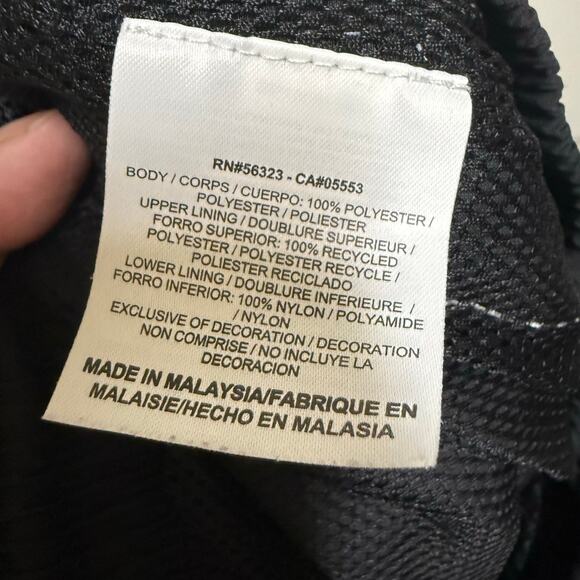 RN#56323 - CA#05553
BODY / CORPS / CUERPO: 100% POLYESTER /
POLYESTER / POLIESTER
UPPER LINING / DOUBLURE SUPERIEUR /
FORRO SUPERIOR: 100% RECYCLED
POLYESTER / POLYESTER RECYCLE /
POLIESTER RECICLADO
LOWER LINING / DOUBLURE INFERIEURE /
FORRO INFERIOR: 100% NYLON / POLYAMIDE
/ NYLON
EXCLUSIVE OF DECORATION / DECORATION
NON COMPRISE / NO INCLUYE LA
DECORACION
MADE IN MALAYSIA/FABRIQUE EN
MALAISIE/HECHO EN MALASIA